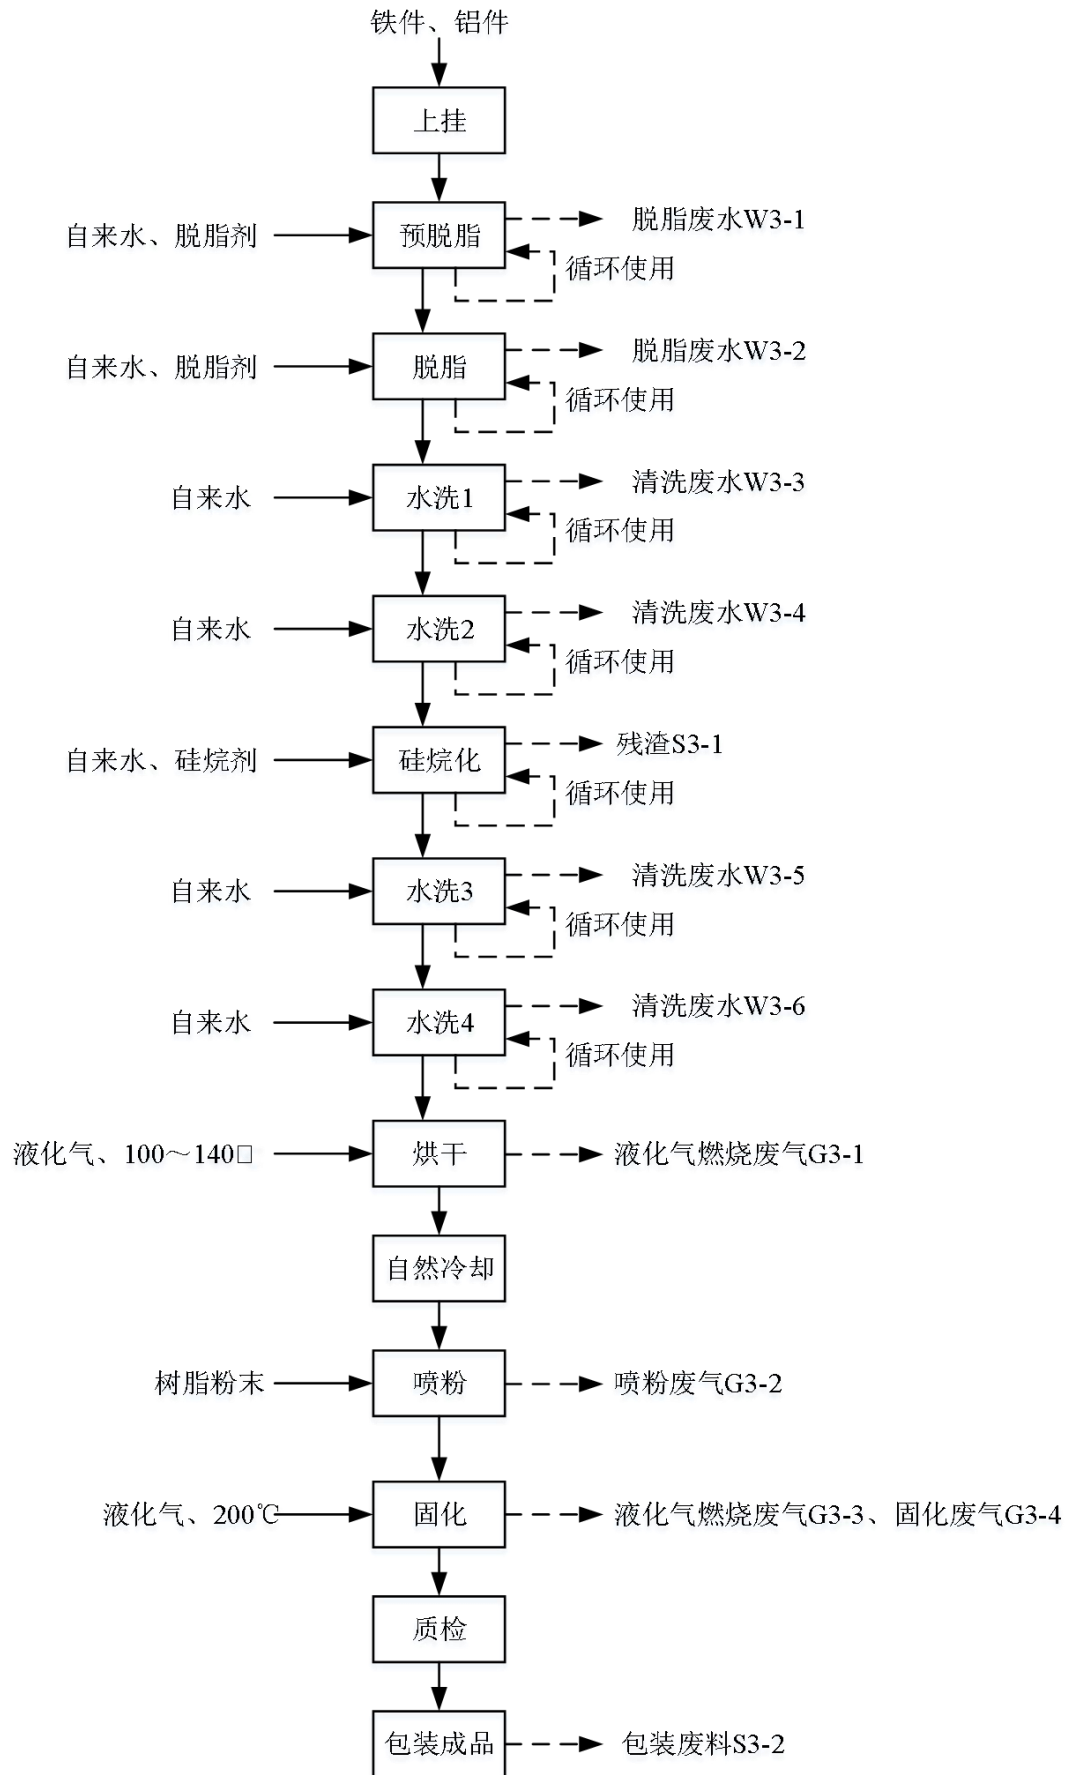 铁件、铝件
上挂
自来水、脱脂剂
预脱脂
脱脂废水W3-1
循环使用
自来水、脱脂剂
脱脂
脱脂废水W3-2
循环使用
自来水
水洗1
清洗废水W3-3
循环使用
自来水
水洗2
清洗废水W3-4
循环使用
自来水、硅烷剂
硅烷化
残渣S3-1
循环使用
自来水
水洗3
清洗废水W3-5
循环使用
自来水
水洗4
清洗废水W3-6
循环使用
液化气、100～140□
烘干
液化气燃烧废气G3-1
自然冷却
树脂粉末
喷粉
喷粉废气G3-2
液化气、200℃
固化
液化气燃烧废气G3-3、固化废气G3-4
质检
包装成品
包装废料S3-2